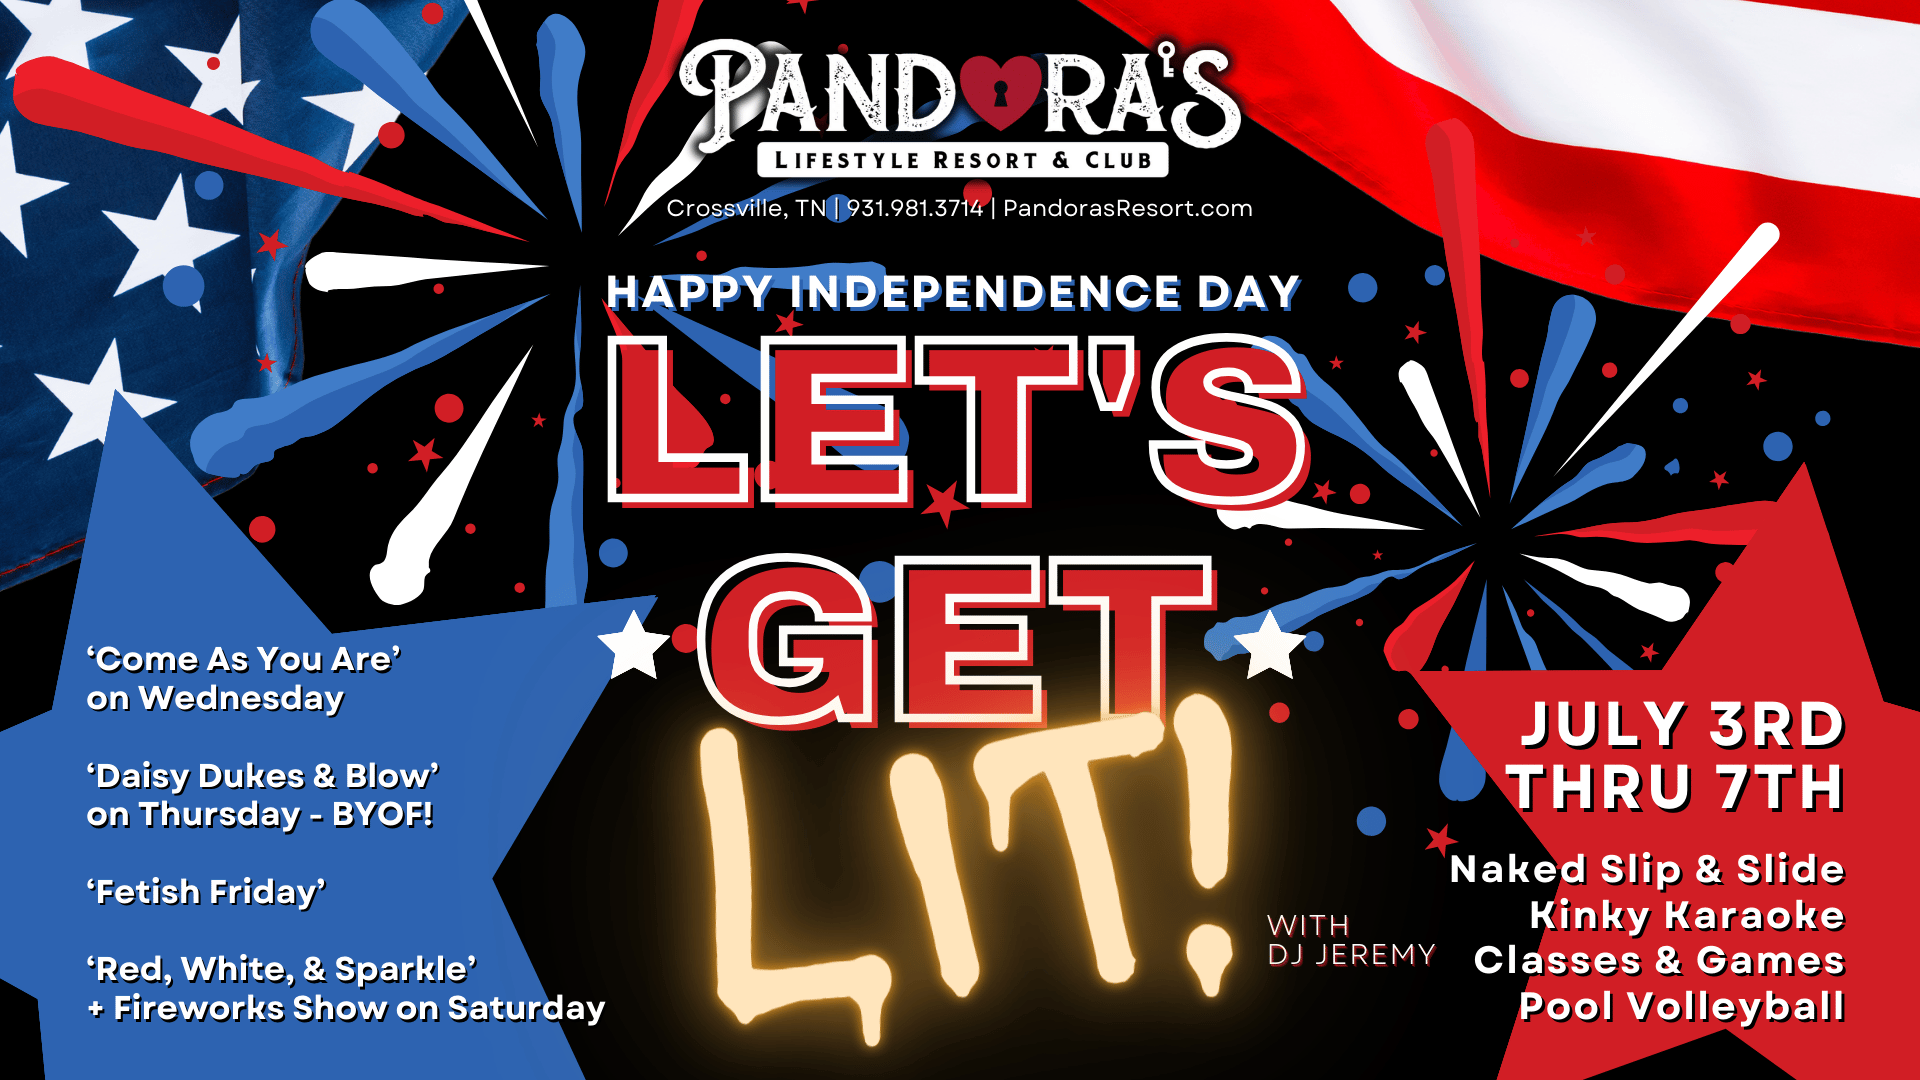 PANDORA'S
LIFESTYLE RESORT & CLUB
Crossville, TN | 931.981.3714 | PandorasResort.com
HAPPY INDEPENDENCE DAY
LET'S
GET
LIT!
WITH
DJ JEREMY
‘Come As You Are’
on Wednesday
‘Daisy Dukes & Blow’
on Thursday - BYOF!
‘Fetish Friday’
‘Red, White, & Sparkle’
+ Fireworks Show on Saturday
JULY 3RD
THRU 7TH
Naked Slip & Slide
Kinky Karaoke
Classes & Games
Pool Volleyball